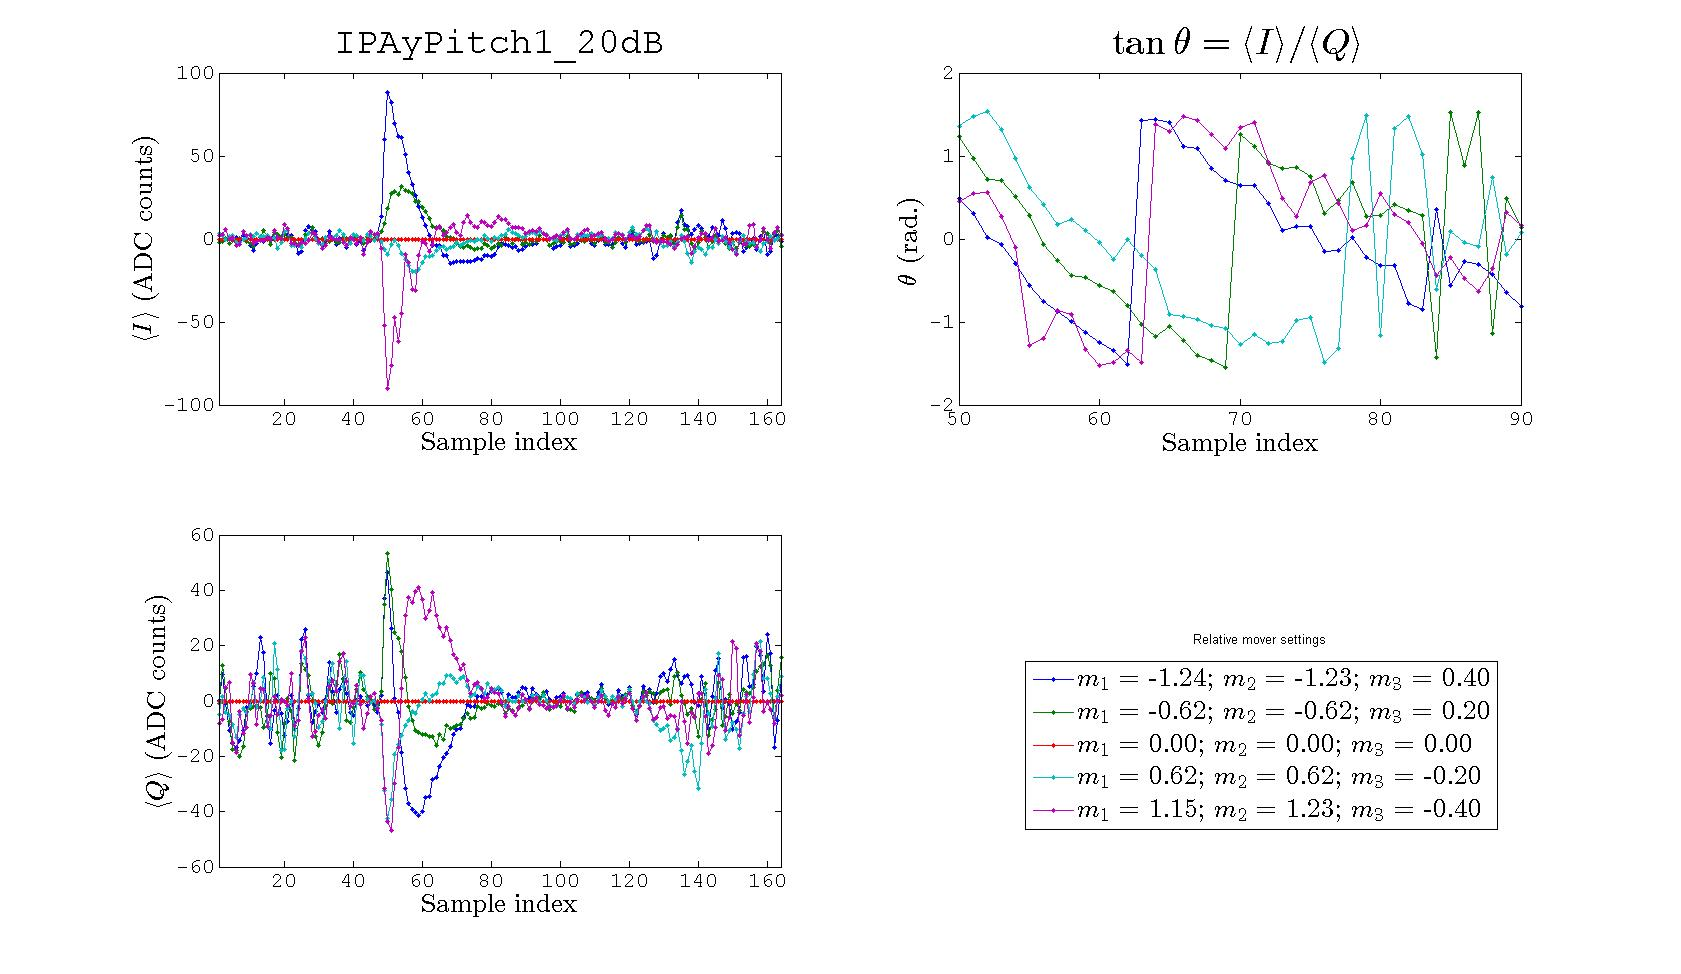 IPAyPitch1_20dB
100
50
0
-50
-100
20 40 60 80 100 120 140 160
Sample index
⟨I⟩ (ADC counts)
tan θ = ⟨I⟩/⟨Q⟩
2
1
0
-1
-2
50 60 70 80 90
Sample index
θ (rad.)
60
40
20
0
-20
-40
-60
20 40 60 80 100 120 140 160
Sample index
⟨Q⟩ (ADC counts)
Relative mover settings
m₁ = -1.24; m₂ = -1.23; m₃ = 0.40
m₁ = -0.62; m₂ = -0.62; m₃ = 0.20
m₁ = 0.00; m₂ = 0.00; m₃ = 0.00
m₁ = 0.62; m₂ = 0.62; m₃ = -0.20
m₁ = 1.15; m₂ = 1.23; m₃ = -0.40